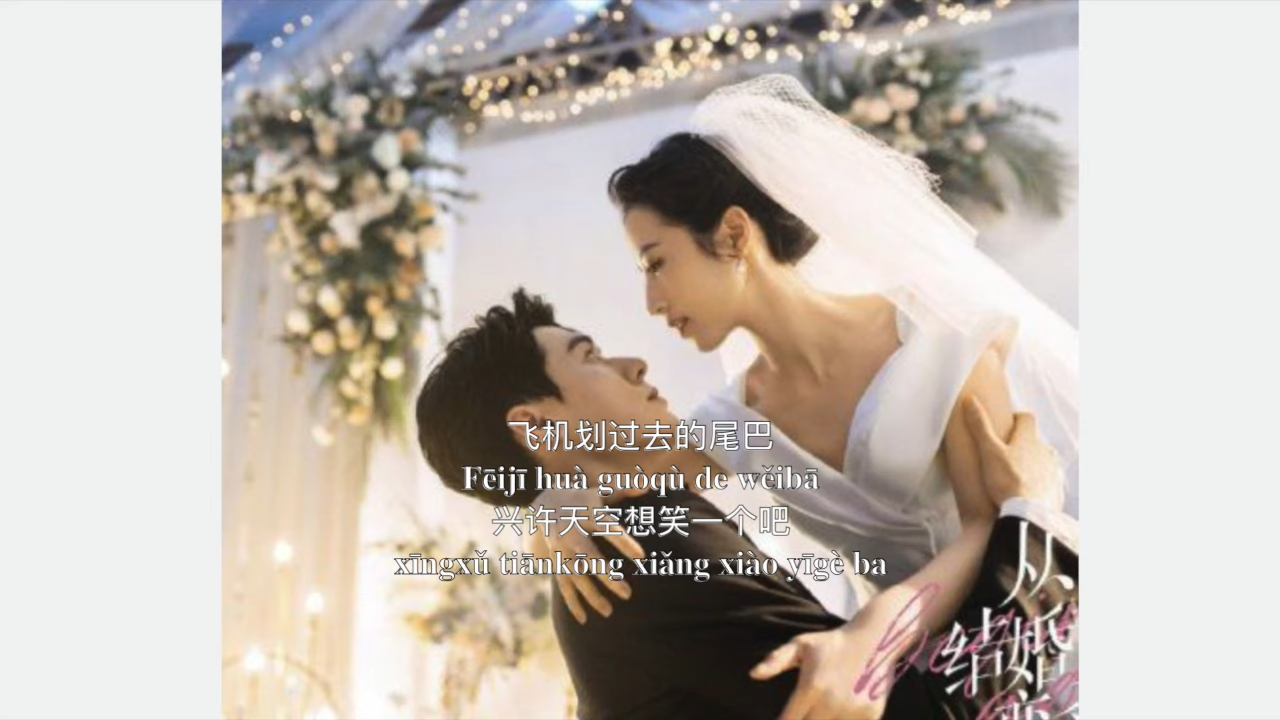 飞机划过去的尾巴
Fēijī huà guòqù de wěibā
兴许天空想笑一个吧
xīngxǔ tiānkōng xiǎng xiào yīgè ba
从
结婚